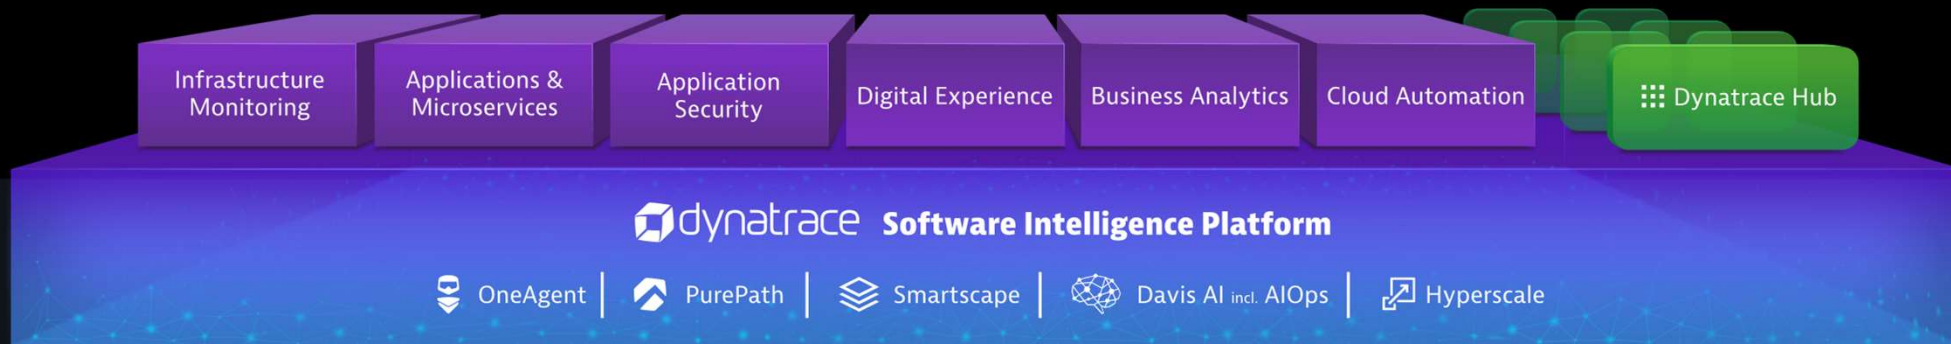 Infrastructure
Monitoring
Applications &
Microservices
Application
Security
Digital Experience
Business Analytics
Cloud Automation
Dynatrace Hub
dynatrace Software Intelligence Platform
OneAgent
PurePath
Smartscape
Davis AI incl. AIOps
Hyperscale